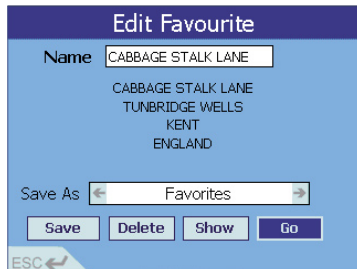 Edit Favourite
Name CABBAGE STALK LANE
CABBAGE STALK LANE
TUNBRIDGE WELLS
KENT
ENGLAND
Save As Favorites
Save Delete Show Go
ESC